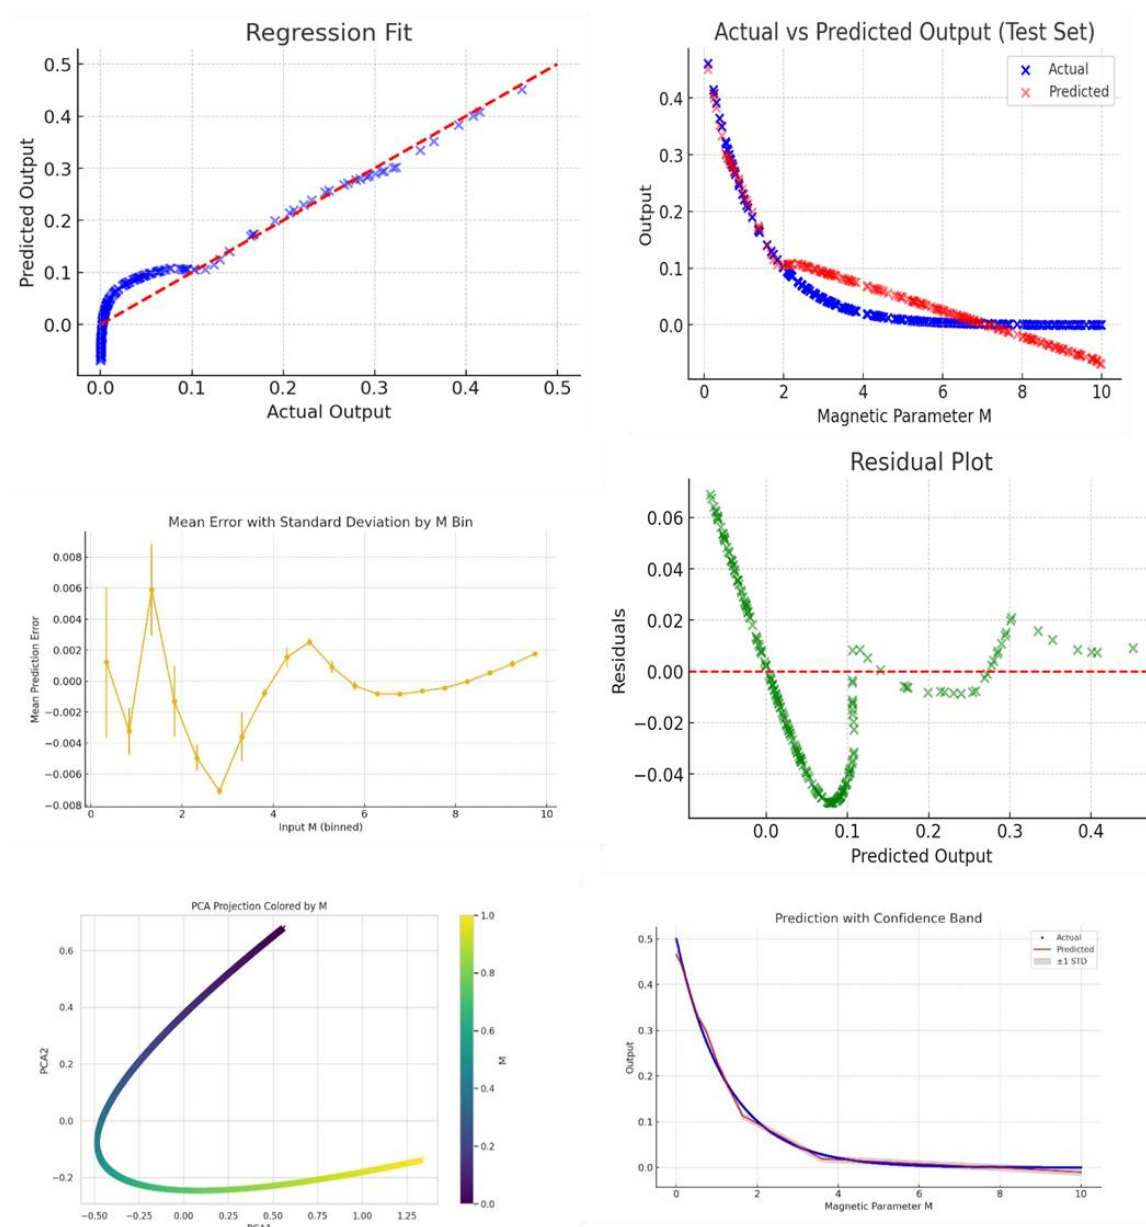 Regression Fit
Predicted Output
0.5
0.4
0.3
0.2
0.1
0.0
0.0 0.1 0.2 0.3 0.4 0.5
Actual Output
Actual vs Predicted Output (Test Set)
Actual
Predicted
Output
0.4
0.3
0.2
0.1
0.0
0 2 4 6 8 10
Magnetic Parameter M
Mean Error with Standard Deviation by M Bin
Mean Prediction Error
0.008
0.006
0.004
0.002
0.000
−0.002
−0.004
−0.006
−0.008
0 2 4 6 8 10
Input M (binned)
Residual Plot
Residuals
0.06
0.04
0.02
0.00
−0.02
−0.04
0.0 0.1 0.2 0.3 0.4
Predicted Output
PCA Projection Colored by M
PCA2
0.6
0.4
0.2
0.0
−0.2
−0.50 −0.25 0.00 0.25 0.50 0.75 1.00 1.25
PCA1
1.0
0.8
0.6
0.4
0.2
0.0
M
Prediction with Confidence Band
Actual
Predicted
±1 STD
Output
0.5
0.4
0.3
0.2
0.1
0.0
0 2 4 6 8 10
Magnetic Parameter M